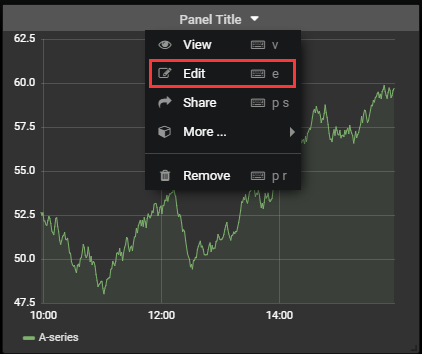 Panel Title
62.5
View v
60.0
Edit e
57.5
Share p s
55.0
More ...
52.5
Remove p r
50.0
47.5
10:00 12:00 14:00
A-series